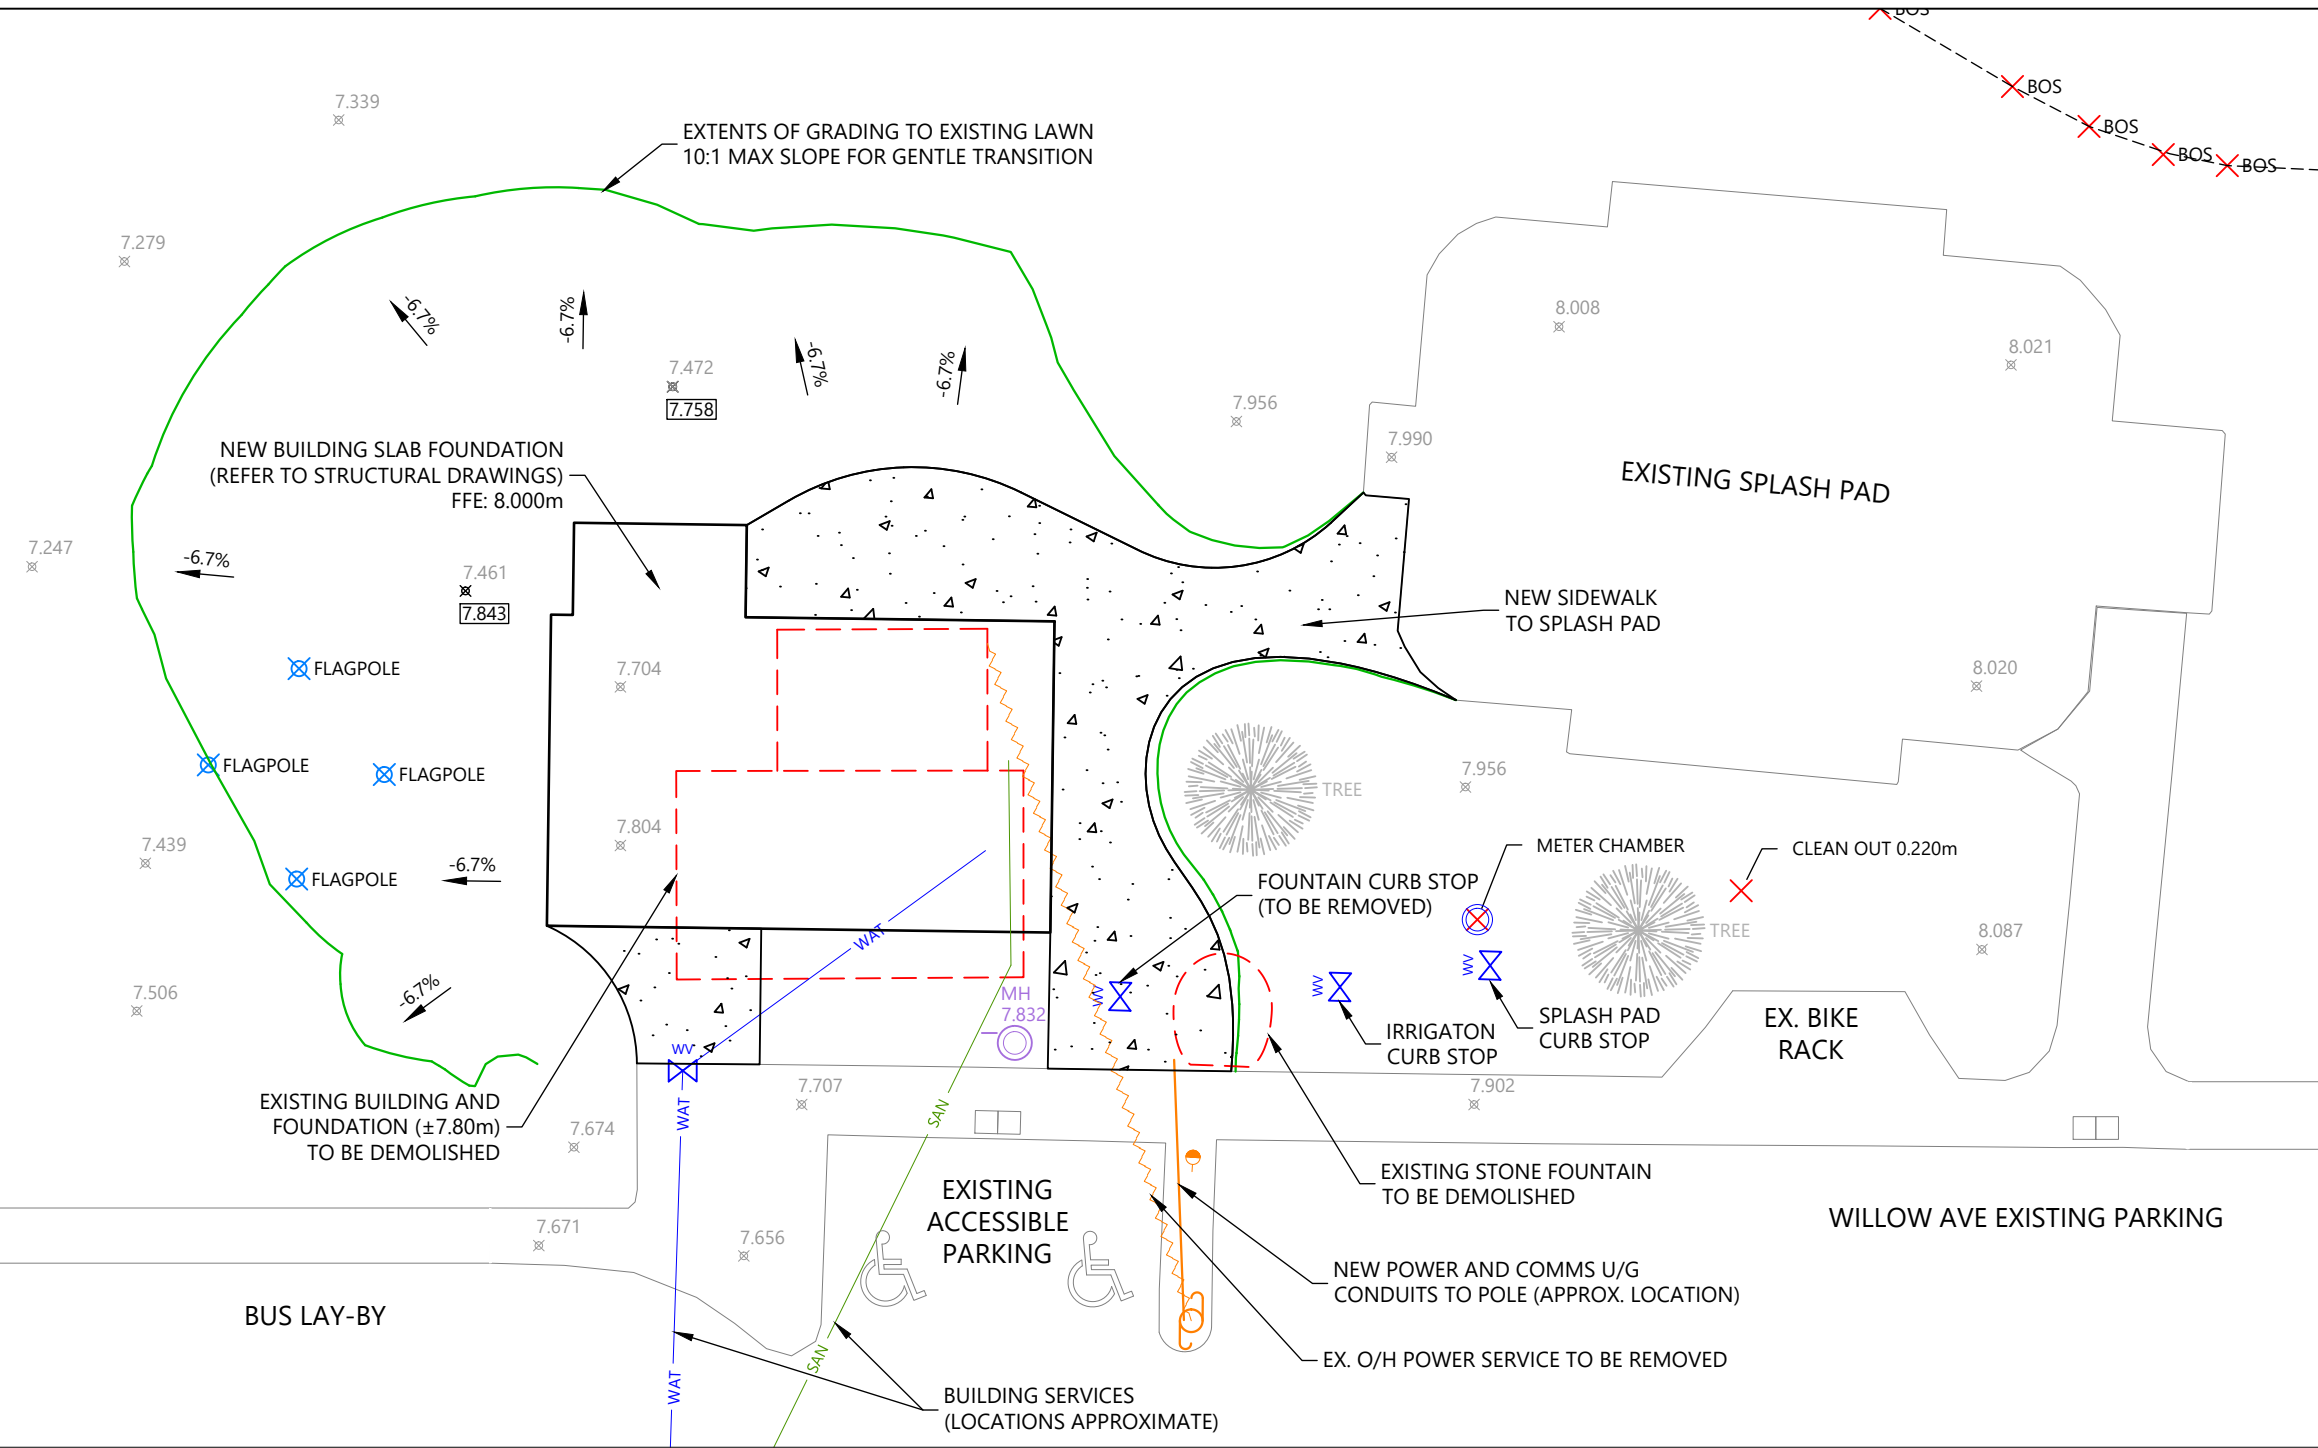 BOS
BOS
BOS
BOS
BOS
7.339
EXTENTS OF GRADING TO EXISTING LAWN
10:1 MAX SLOPE FOR GENTLE TRANSITION
7.279
-6.7%
-6.7%
-6.7%
-6.7%
7.472
7.758
8.008
8.021
7.956
7.990
NEW BUILDING SLAB FOUNDATION
(REFER TO STRUCTURAL DRAWINGS)
FFE: 8.000m
EXISTING SPLASH PAD
7.247
-6.7%
7.461
7.843
NEW SIDEWALK
TO SPLASH PAD
FLAGPOLE
7.704
8.020
FLAGPOLE
FLAGPOLE
7.956
TREE
7.439
7.804
-6.7%
FLAGPOLE
METER CHAMBER
CLEAN OUT 0.220m
FOUNTAIN CURB STOP
(TO BE REMOVED)
WAT
TREE
8.087
7.506
-6.7%
MH
7.832
WV
WV
WV
SPLASH PAD
CURB STOP
IRRIGATON
CURB STOP
EX. BIKE
RACK
WV
7.707
7.902
EXISTING BUILDING AND
FOUNDATION (±7.80m)
TO BE DEMOLISHED
7.674
WAT
SAN
EXISTING STONE FOUNTAIN
TO BE DEMOLISHED
EXISTING
ACCESSIBLE
PARKING
7.671
7.656
WILLOW AVE EXISTING PARKING
NEW POWER AND COMMS U/G
CONDUITS TO POLE (APPROX. LOCATION)
BUS LAY-BY
EX. O/H POWER SERVICE TO BE REMOVED
SAN
WAT
BUILDING SERVICES
(LOCATIONS APPROXIMATE)